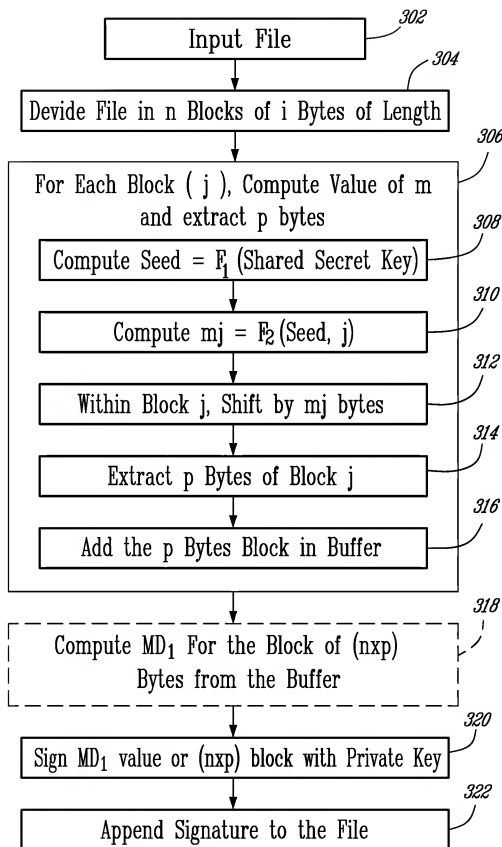 302
Input File
304
Devide File in n Blocks of i Bytes of Length
306
For Each Block ( j ), Compute Value of m
and extract p bytes
308
Compute Seed = F1 (Shared Secret Key)
310
Compute mj = F2 (Seed, j)
312
Within Block j, Shift by mj bytes
314
Extract p Bytes of Block j
316
Add the p Bytes Block in Buffer
318
Compute MD1 For the Block of (nxp)
Bytes from the Buffer
320
Sign MD1 value or (nxp) block with Private Key
322
Append Signature to the File